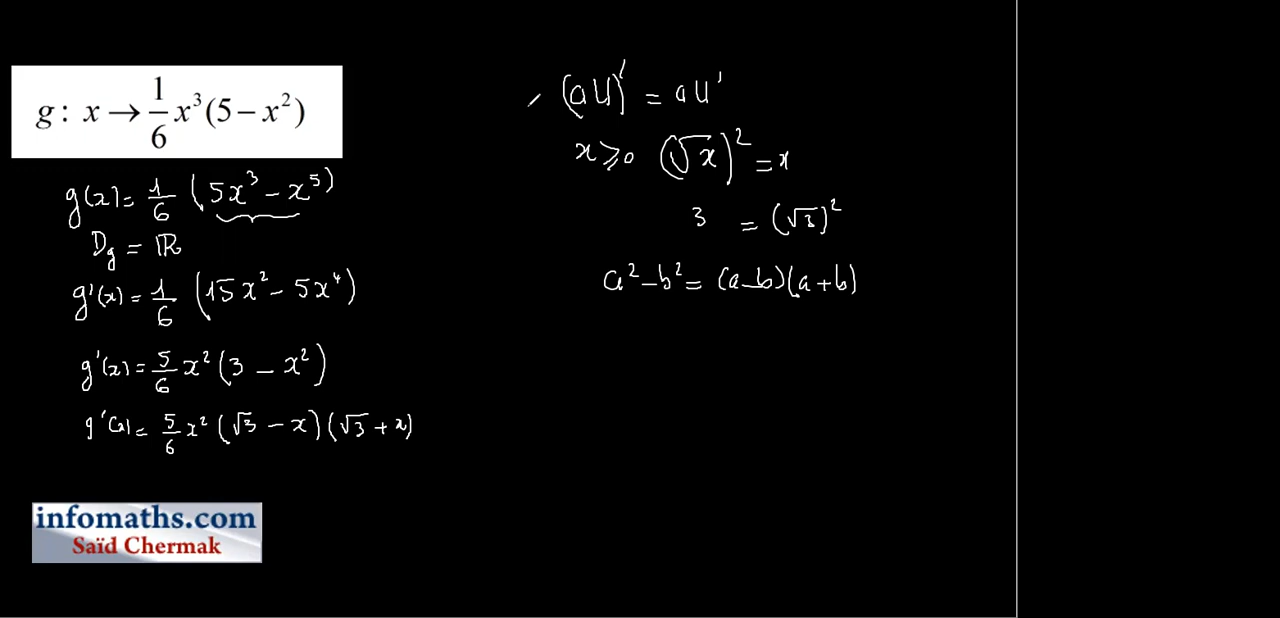 g : x → 1/6 x³(5 − x²)
g(x) = 1/6 (5x³ − x⁵)
D_g = ℝ
g'(x) = 1/6 (15x² − 5x⁴)
g'(x) = 5/6 x² (3 − x²)
g'(x) = 5/6 x² (√3 − x)(√3 + x)
(aU)' = aU'
x ⩾ 0 (√x)² = x
3 = (√3)²
a² − b² = (a − b)(a + b)
infomaths.com
Saïd Chermak